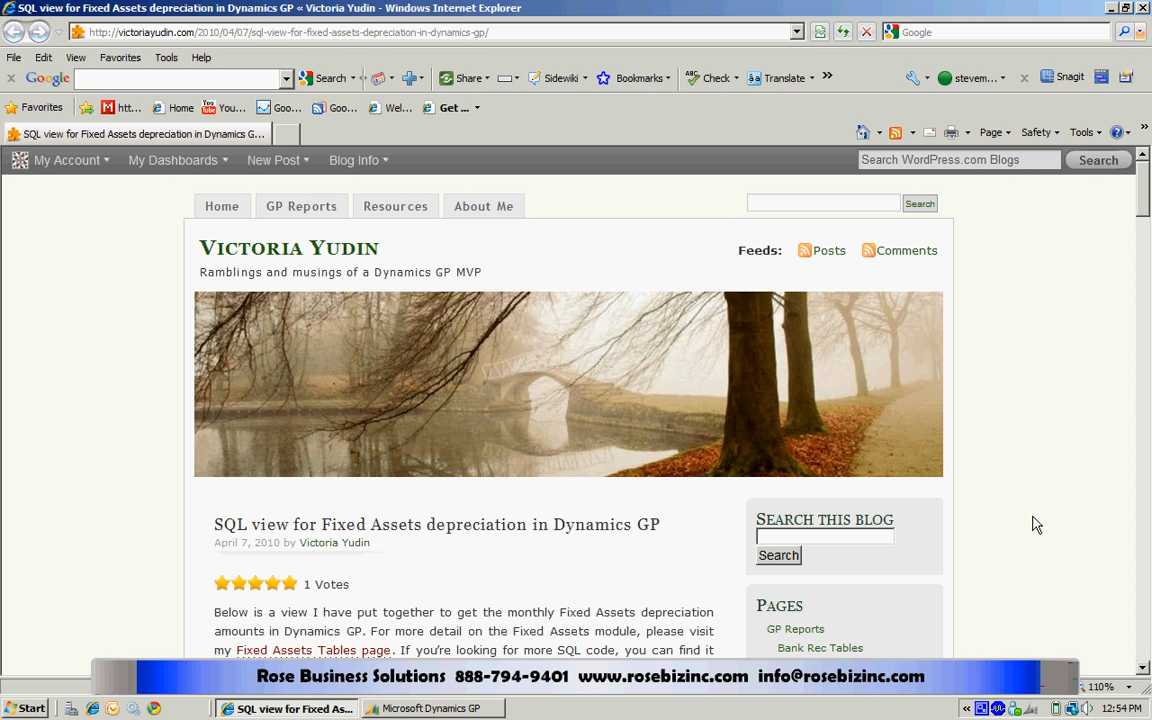 SQL view for Fixed Assets depreciation in Dynamics GP « Victoria Yudin - Windows Internet Explorer
http://victoriayudin.com/2010/04/07/sql-view-for-fixed-assets-depreciation-in-dynamics-gp/
Google
File Edit View Favorites Tools Help
Google Search Share Sidewiki Bookmarks Check Translate » stevem... Snagit
Favorites htt... Home You... Goo... Goo... Wel... Get ...
SQL view for Fixed Assets depreciation in Dynamics G... Page Safety Tools »
My Account My Dashboards New Post Blog Info Search WordPress.com Blogs Search
Home GP Reports Resources About Me Search
Victoria Yudin
Feeds: Posts Comments
Ramblings and musings of a Dynamics GP MVP
SQL view for Fixed Assets depreciation in Dynamics GP
April 7, 2010 by Victoria Yudin
1 Votes
Below is a view I have put together to get the monthly Fixed Assets depreciation
amounts in Dynamics GP. For more detail on the Fixed Assets module, please visit
my Fixed Assets Tables page. If you're looking for more SQL code, you can find it
Search this blog
Search
Pages
GP Reports
Bank Rec Tables
Rose Business Solutions 888-794-9401 www.rosebizinc.com info@rosebizinc.com
110%
Start SQL view for Fixed As... Microsoft Dynamics GP « 12:54 PM